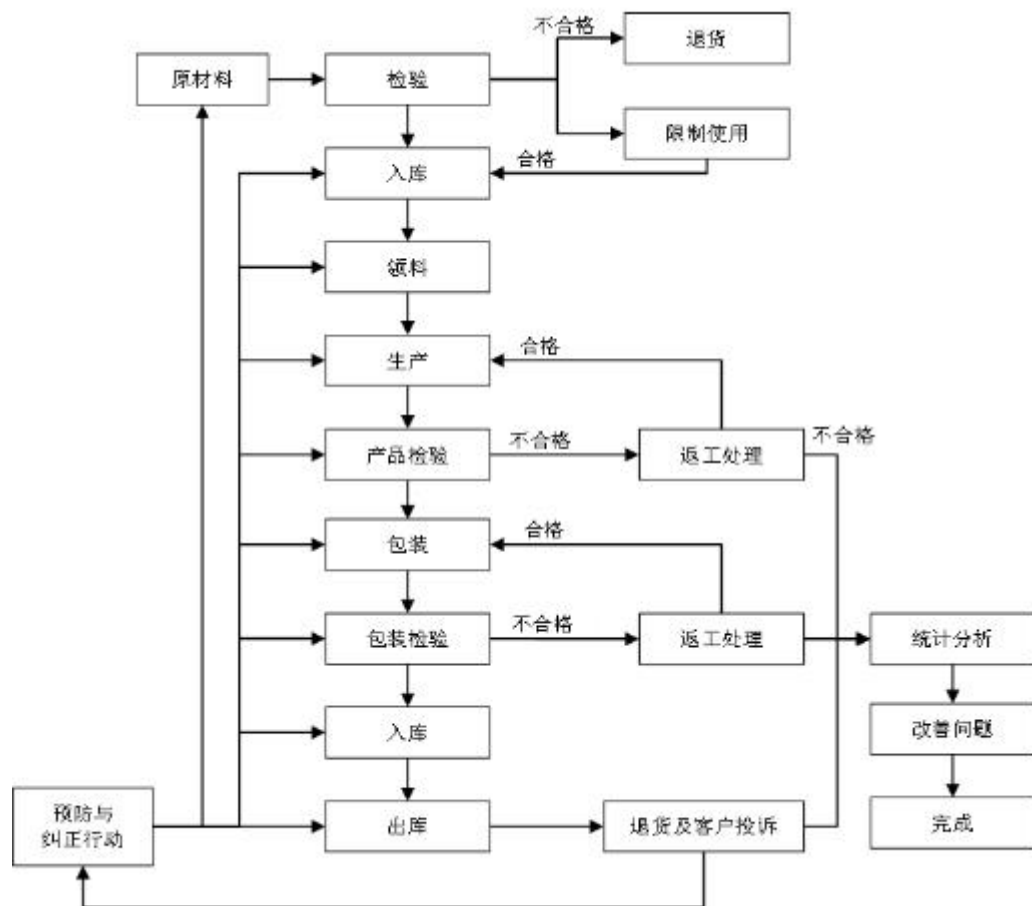 不合格
退货
原材料
检验
限制使用
合格
入库
领料
生产
合格
产品检验
不合格
返工处理
不合格
包装
合格
包装检验
不合格
返工处理
统计分析
入库
改善问题
预防与
纠正行动
出库
退货及客户投诉
完成